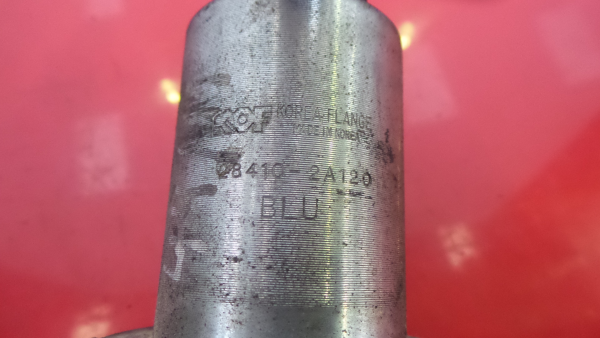 KOF KOREA FLANGE
MADE IN KOREA
28410-2A120
BLU